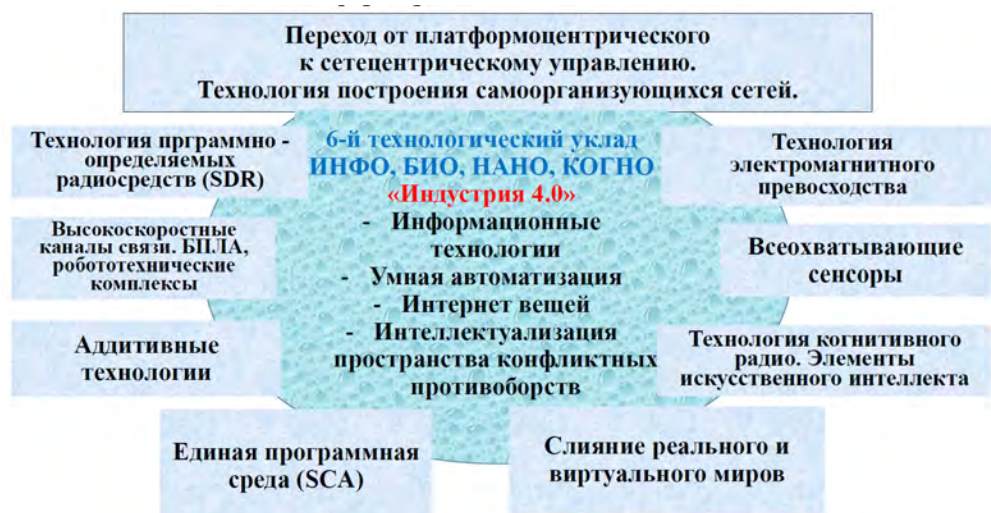 Переход от платформоцентрического
к сетецентрическому управлению.
Технология построения самоорганизующихся сетей.
Технология прграммно -
определяемых
радиосредств (SDR)
Высокоскоростные
каналы связи. БПЛА,
робототехнические
комплексы
Аддитивные
технологии
6-й технологический уклад
ИНФО, БИО, НАНО, КОГНО
«Индустрия 4.0»
- Информационные
технологии
- Умная автоматизация
- Интернет вещей
- Интеллектуализация
пространства конфликтных
противоборств
Технология
электромагнитного
превосходства
Всеохватывающие
сенсоры
Технология когнитивного
радио. Элементы
искусственного интеллекта
Единая программная
среда (SCA)
Слияние реального и
виртуального миров